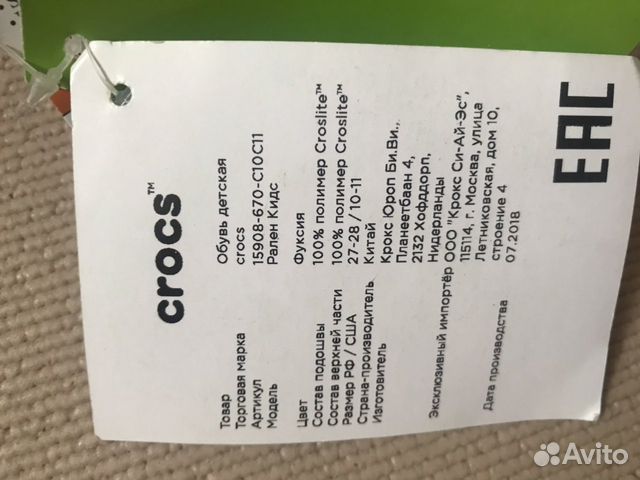 crocs™
Товар Обувь детская
Торговая марка crocs
Артикул 15908-670-C10C11
Модель Рален Кидс
Цвет Фуксия
Состав подошвы 100% полимер Croslite™
Состав верхней части 100% полимер Croslite™
Размер РФ / США 27-28 / 10-11
Страна-производитель Китай
Изготовитель Крокс Юроп Би.Ви.,
Планеетбаан 4,
2132 Хофддорп,
Нидерланды
Эксклюзивный импортёр ООО "Крокс Си-Ай-Эс",
115114, г. Москва, улица
Летниковская, дом 10,
строение 4
Дата производства 07.2018
EAC
Avito